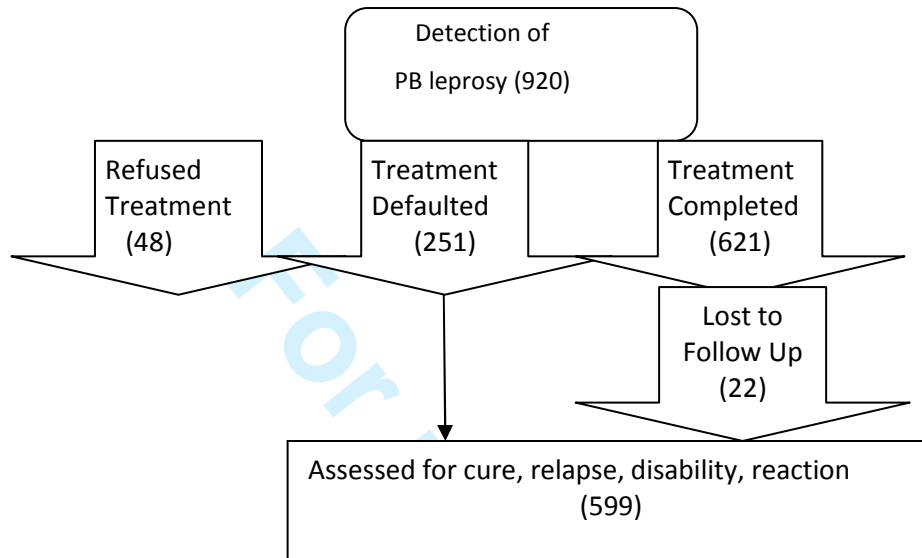 Detection of
PB leprosy (920)
Refused
Treatment
(48)
Treatment
Defaulted
(251)
Treatment
Completed
(621)
Lost to
Follow Up
(22)
Assessed for cure, relapse, disability, reaction
(599)
For